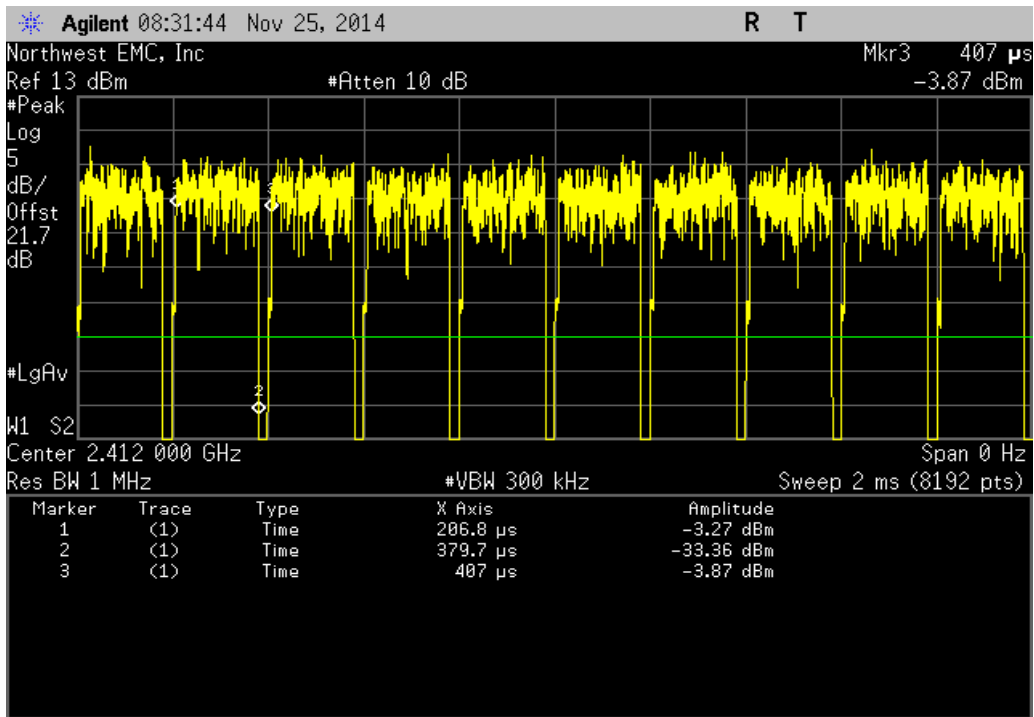 Agilent 08:31:44 Nov 25, 2014 R T
Northwest EMC, Inc Mkr3 407 µs
Ref 13 dBm #Atten 10 dB -3.87 dBm
#Peak
Log
5
dB/
Offst
21.7
dB
1
3
2
#LgAv
W1 S2
Center 2.412 000 GHz Span 0 Hz
Res BW 1 MHz #VBW 300 kHz Sweep 2 ms (8192 pts)
Marker Trace Type X Axis Amplitude
1 (1) Time 206.8 µs -3.27 dBm
2 (1) Time 379.7 µs -33.36 dBm
3 (1) Time 407 µs -3.87 dBm